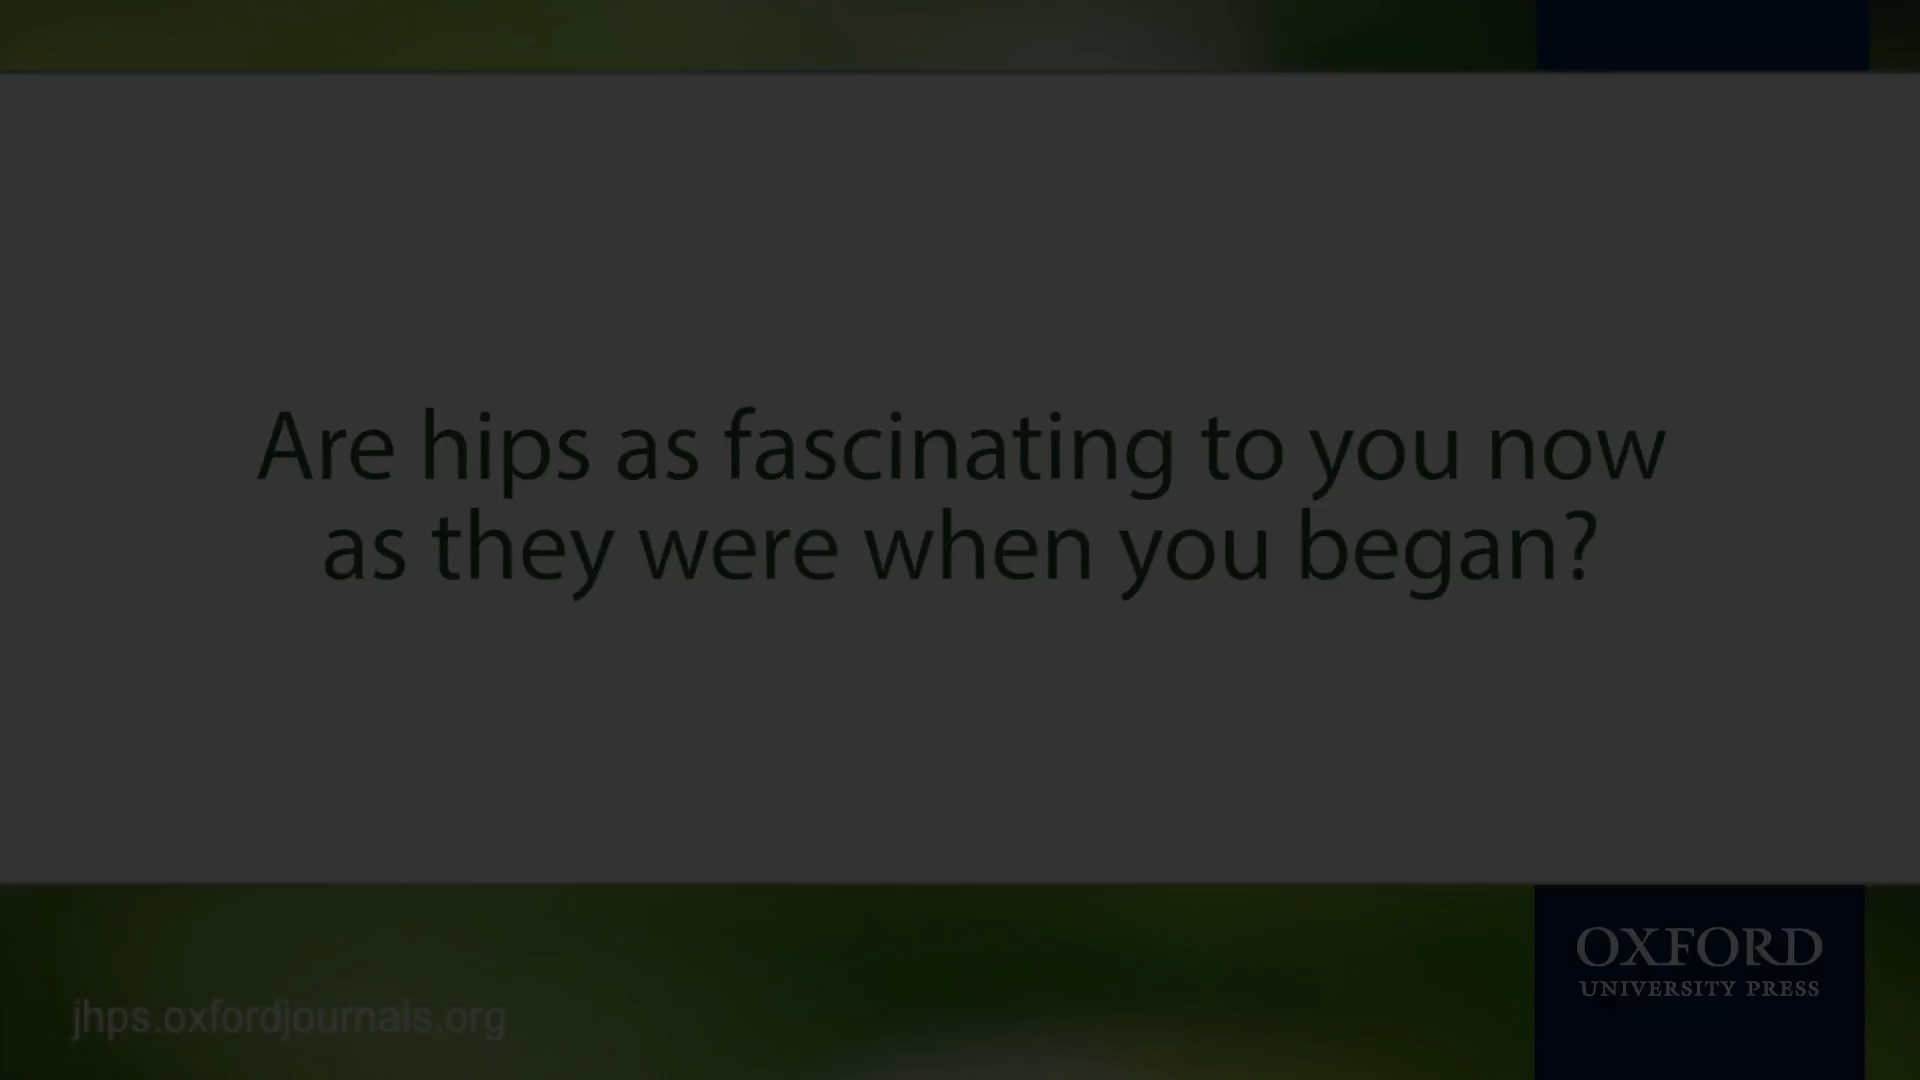 Are hips as fascinating to you now
as they were when you began?
jhps.oxfordjournals.org
OXFORD
UNIVERSITY PRESS